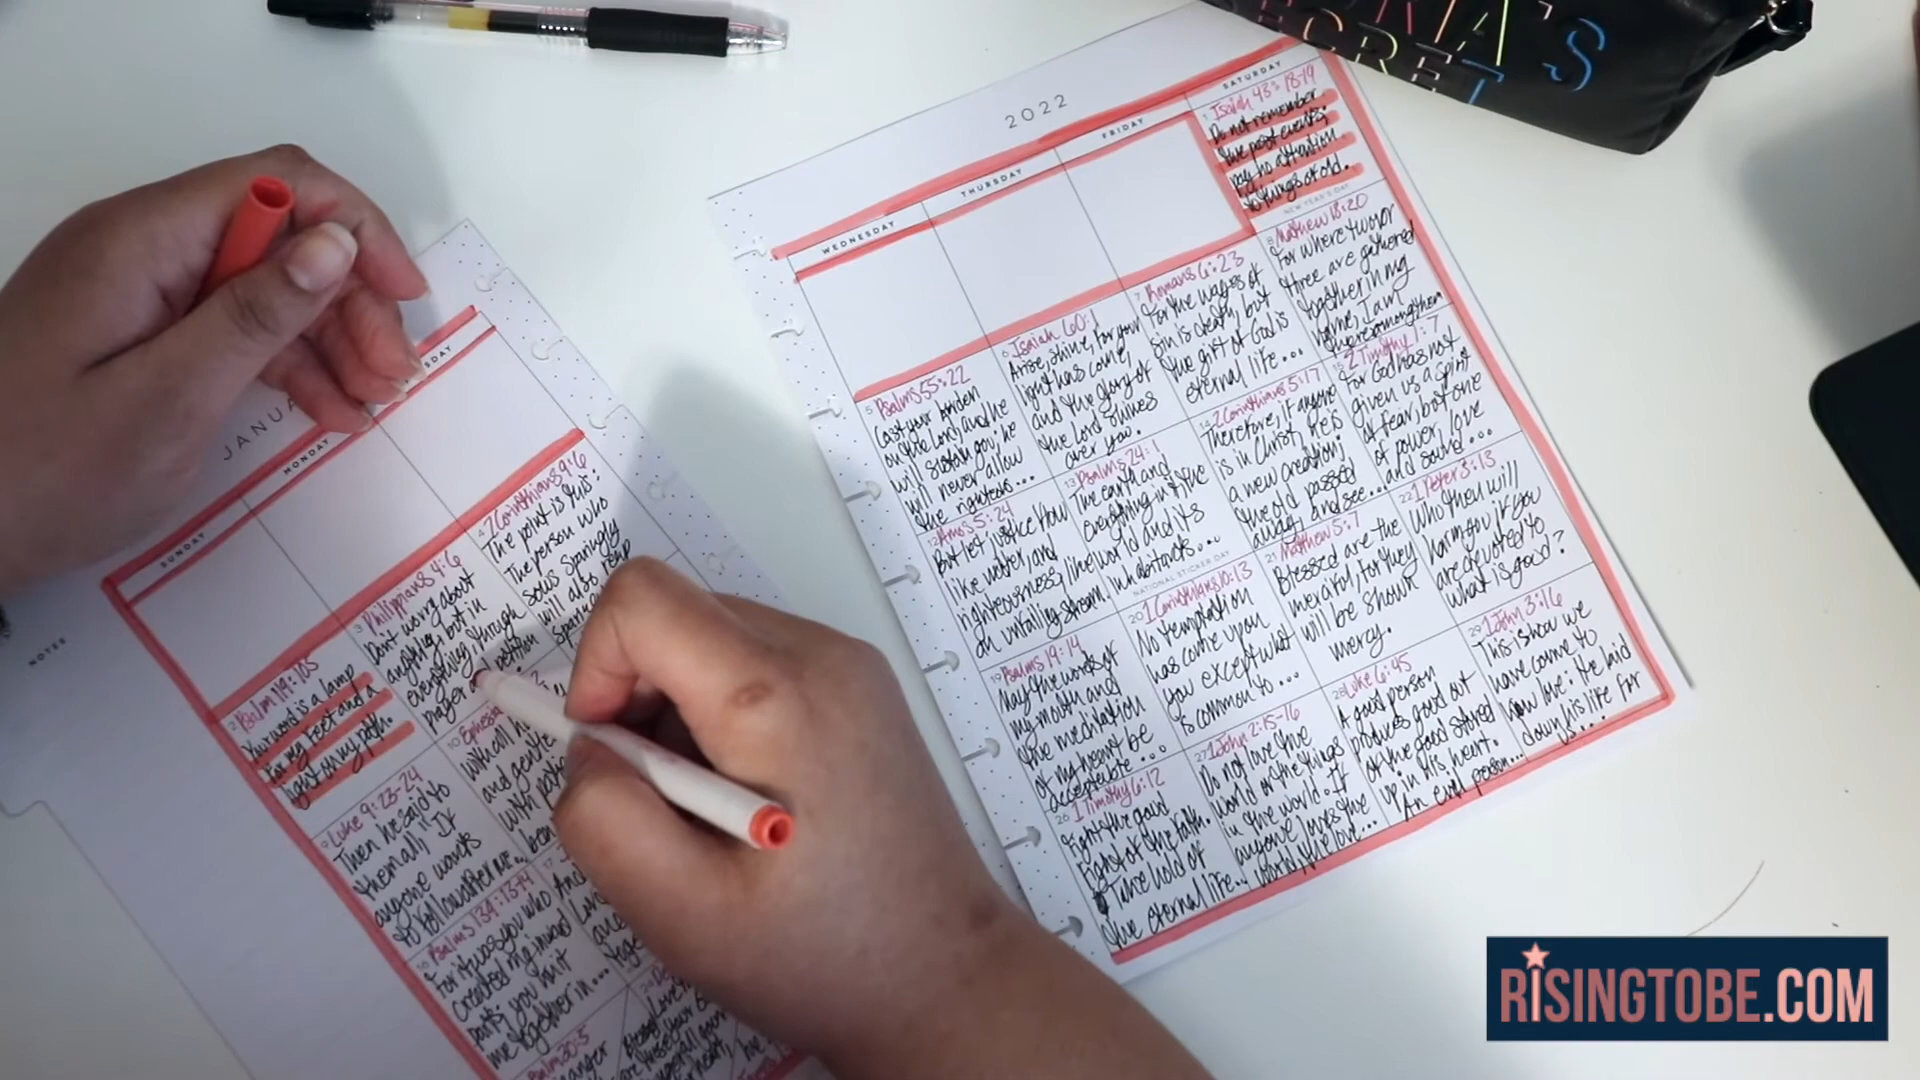 2022
WEDNESDAY
THURSDAY
FRIDAY
SATURDAY
1 Isaiah 43:18-19
Do not remember
the past events,
pay no attention
to things of old.
NEW YEAR'S DAY
5 Psalms 55:22
Cast your burden
on the Lord, and he
will sustain you; he
will never allow
the righteous...
6 Isaiah 60:1
Arise, shine, for your
light has come,
and the glory of
the Lord shines
over you.
7 Romans 6:23
For the wages of
sin is death, but
the gift of God is
eternal life...
8 Mathew 18:20
For where two or
three are gathered
together in my
name, I am
there among them
12 Amos 5:24
But let justice flow
like water, and
righteousness, like
an unfailing stream.
13 Psalms 24:1
The earth and
everything in it the
world and its
inhabitants...
NATIONAL STICKER DAY
14 2 Corinthians 5:17
Therefore, if anyone
is in Christ, he is
a new creation;
the old passed
away, and see...
15 2 Timothy 1:7
For God has not
given us a spirit
of fear, but one
of power, love
and sound...
19 Psalms 19:14
May the words of
my mouth and
the meditation
of my heart be
acceptable...
20 1 Corinthians 10:13
No temptation
has come upon
you except what
is common to...
21 Matthew 5:7
Blessed are the
merciful, for they
will be shown
mercy.
22 1 Peter 3:13
Who then will
harm you if you
are devoted to
what is good?
26 1 Timothy 6:12
Fight the good
fight of the faith.
Take hold of
the eternal life...
27 1 John 2:15-16
Do not love the
world or the things
in the world. If
anyone loves the
world, the love...
28 Luke 6:45
A good person
produces good out
of the good stored
up in his heart.
An evil person...
29 1 John 3:16
This is how we
have come to
know love: He laid
down his life for
us...
JANUA
SUNDAY
MONDAY
SDAY
NOTES
2 Psalm 119:105
Your word is a lamp
for my feet and a
light on my path.
3 Philippians 4:6
Don't worry about
anything, but in
everything, through
prayer
petition
4 2 Corinthians 9:6
The point is this:
The person who
sows sparingly
will also reap
9 Luke 9:23-24
Then he said to
them all, "If
anyone wants
to follow after me...
10 Ephesia
with all h
and gentle
with pati
16 Psalms 139:13-14
For it was you who
created my inward
parts; you knit
me together in...
17
And
Psalm 30:5
anger
VICTORIA'S
SECRET
RISINGTOBE.COM